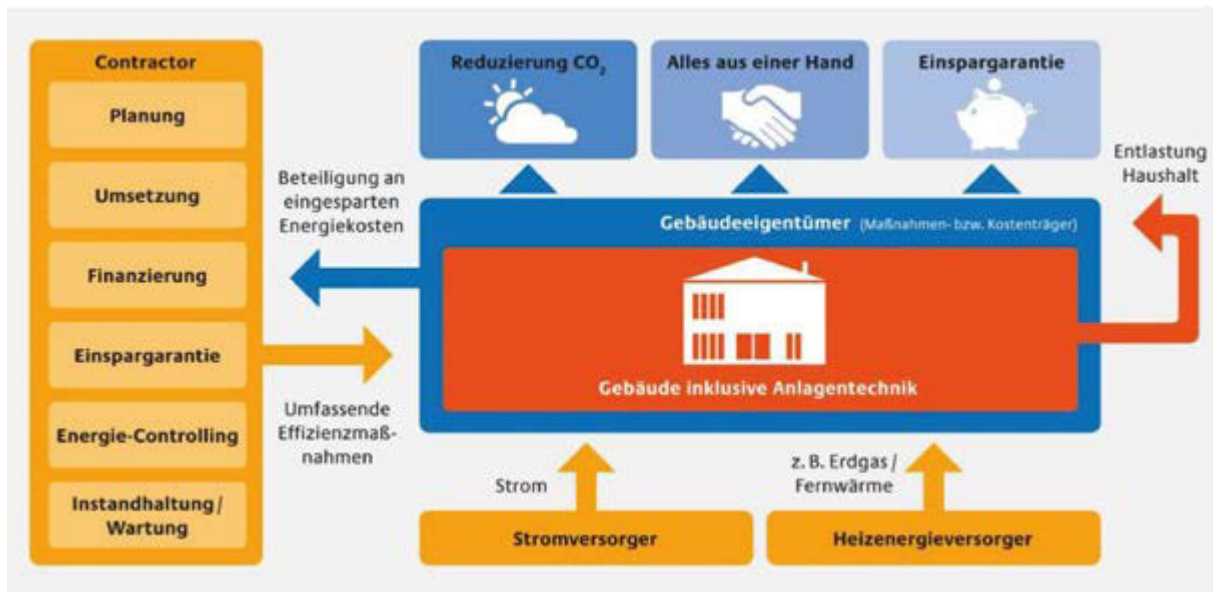 Contractor
Planung
Umsetzung
Finanzierung
Einspargarantie
Energie-Controlling
Instandhaltung /
Wartung
Beteiligung an
eingesparten
Energiekosten
Umfassende
Effizienzmaß-
nahmen
Reduzierung CO₂
Alles aus einer Hand
Einspargarantie
Entlastung
Haushalt
Gebäudeeigentümer (Maßnahmen- bzw. Kostenträger)
Gebäude inklusive Anlagentechnik
Strom
z. B. Erdgas /
Fernwärme
Stromversorger
Heizenergieversorger